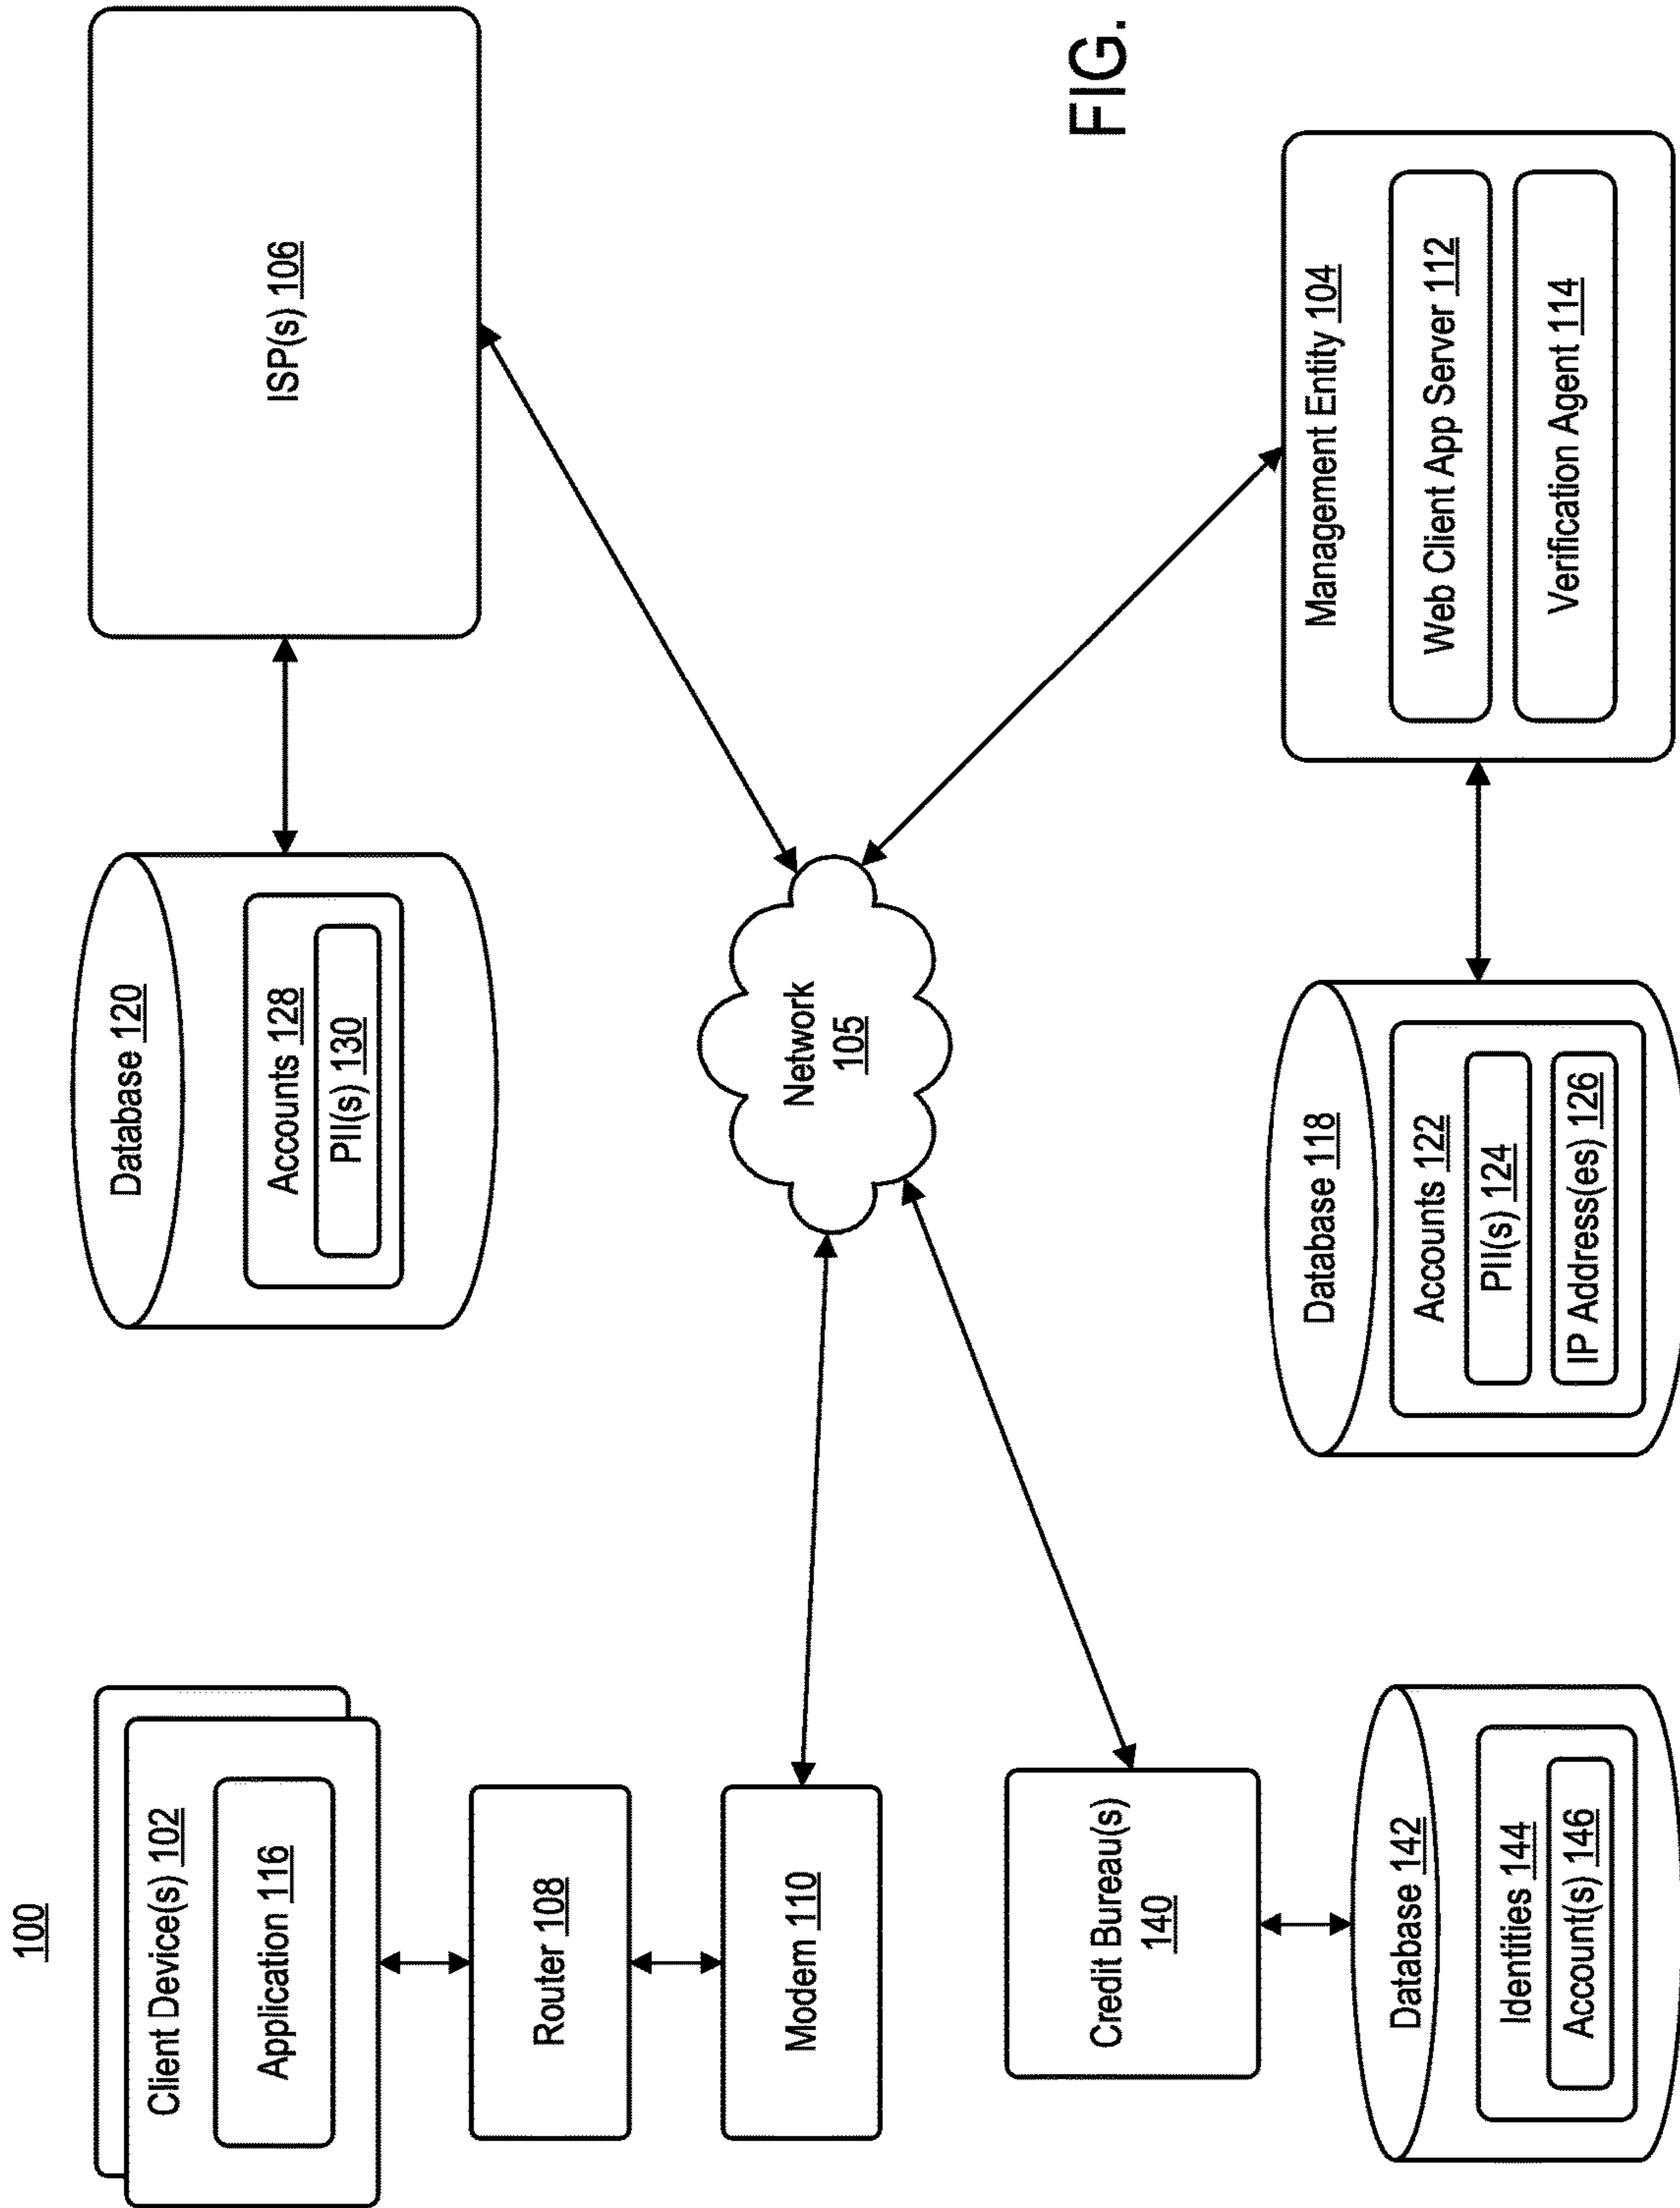 100
Client Device(s) 102
Application 116
Router 108
Modem 110
Credit Bureau(s)
140
Database 142
Identities 144
Account(s) 146
Network
105
Database 120
Accounts 128
PII(s) 130
ISP(s) 106
Database 118
Accounts 122
PII(s) 124
IP Address(es) 126
Management Entity 104
Web Client App Server 112
Verification Agent 114
FIG.